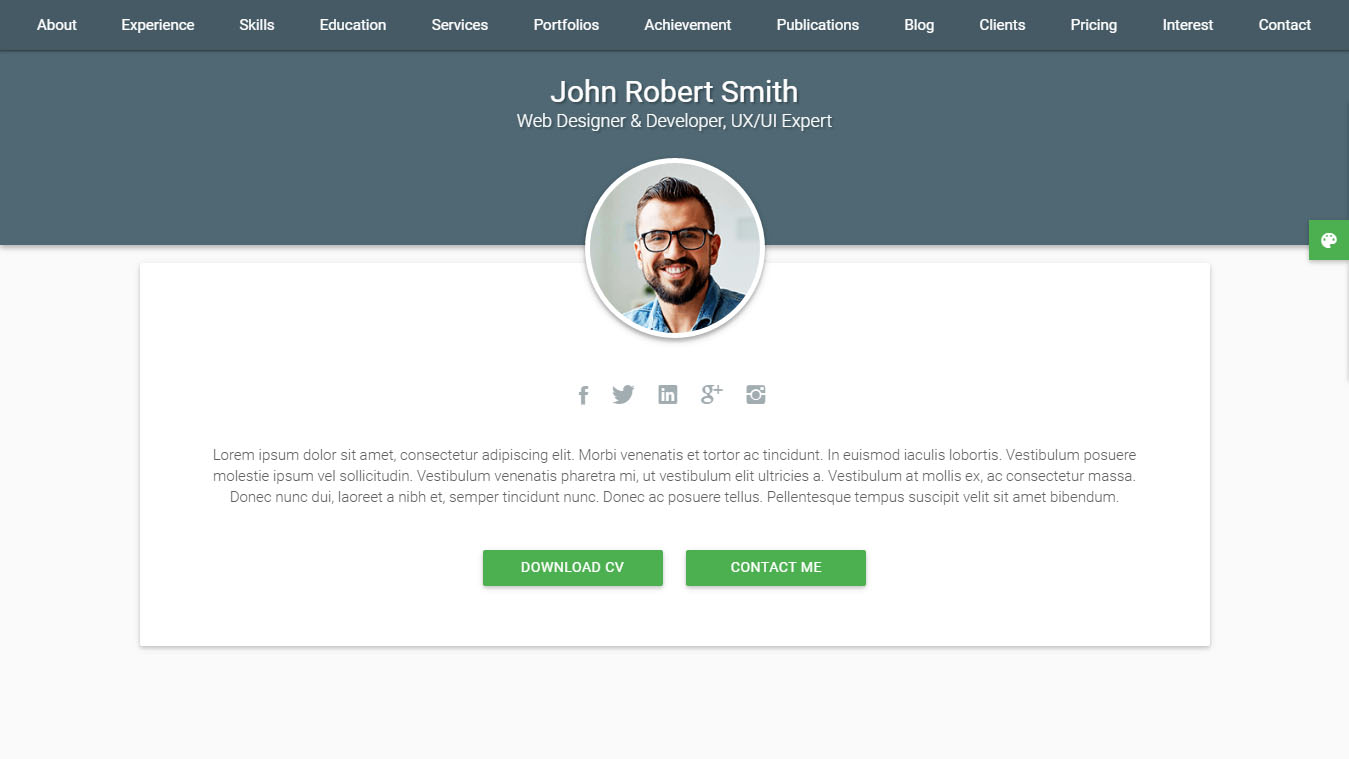 About Experience Skills Education Services Portfolios Achievement Publications Blog Clients Pricing Interest Contact
John Robert Smith
Web Designer & Developer, UX/UI Expert
Lorem ipsum dolor sit amet, consectetur adipiscing elit. Morbi venenatis et tortor ac tincidunt. In euismod iaculis lobortis. Vestibulum posuere
molestie ipsum vel sollicitudin. Vestibulum venenatis pharetra mi, ut vestibulum elit ultricies a. Vestibulum at mollis ex, ac consectetur massa.
Donec nunc dui, laoreet a nibh et, semper tincidunt nunc. Donec ac posuere tellus. Pellentesque tempus suscipit velit sit amet bibendum.
DOWNLOAD CV CONTACT ME